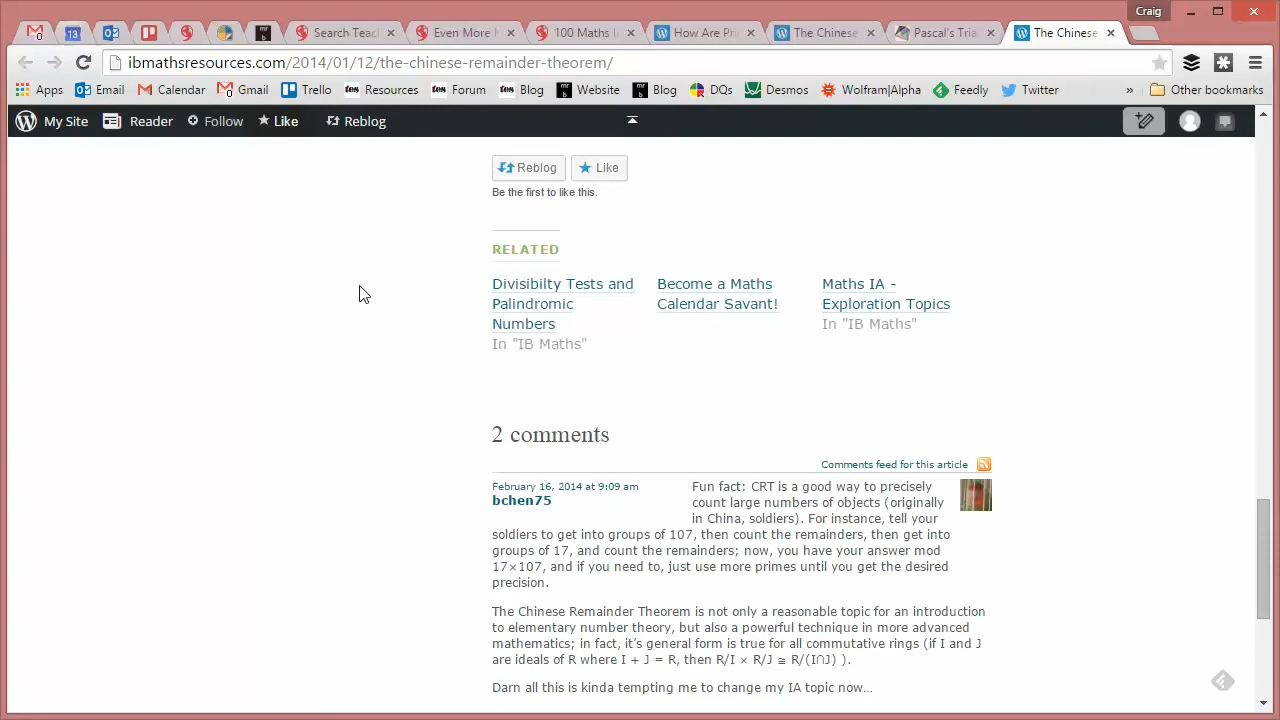 Craig
0
13
mr b
Search Teac
Even More
100 Maths I
How Are Pri
The Chinese
Pascal's Tria
The Chinese
ibmathsresources.com/2014/01/12/the-chinese-remainder-theorem/
Apps Email Calendar Gmail Trello tes Resources tes Forum tes Blog Website Blog DQs Desmos Wolfram|Alpha Feedly Twitter » Other bookmarks
My Site Reader Follow Like Reblog
Reblog Like
Be the first to like this.
RELATED
Divisibilty Tests and
Palindromic
Numbers
In "IB Maths"
Become a Maths
Calendar Savant!
Maths IA -
Exploration Topics
In "IB Maths"
2 comments
Comments feed for this article
February 16, 2014 at 9:09 am
bchen75
Fun fact: CRT is a good way to precisely
count large numbers of objects (originally
in China, soldiers). For instance, tell your
soldiers to get into groups of 107, then count the remainders, then get into
groups of 17, and count the remainders; now, you have your answer mod
17×107, and if you need to, just use more primes until you get the desired
precision.
The Chinese Remainder Theorem is not only a reasonable topic for an introduction
to elementary number theory, but also a powerful technique in more advanced
mathematics; in fact, it's general form is true for all commutative rings (if I and J
are ideals of R where I + J = R, then R/I × R/J ≅ R/(I∩J) ).
Darn all this is kinda tempting me to change my IA topic now…